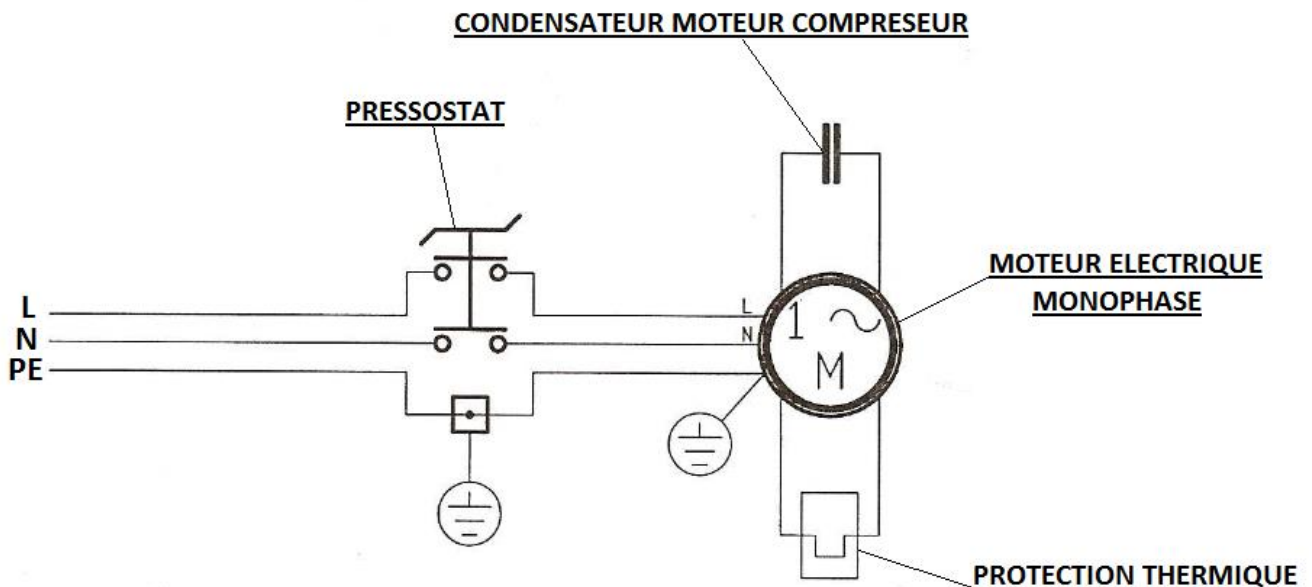 CONDENSATEUR MOTEUR COMPRESEUR
PRESSOSTAT
MOTEUR ELECTRIQUE
MONOPHASE
L
N
PE
L
N
1
M
PROTECTION THERMIQUE